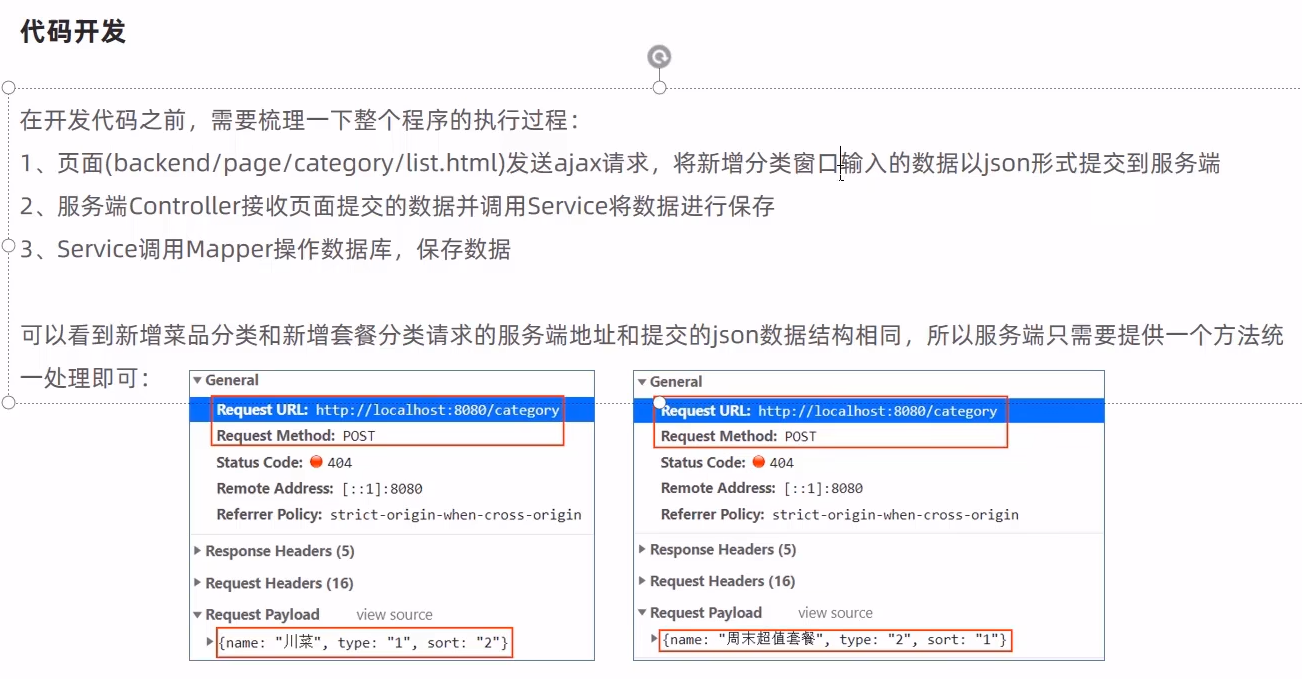 代码开发
在开发代码之前，需要梳理一下整个程序的执行过程：
1、页面(backend/page/category/list.html)发送ajax请求，将新增分类窗口输入的数据以json形式提交到服务端
2、服务端Controller接收页面提交的数据并调用Service将数据进行保存
3、Service调用Mapper操作数据库，保存数据
可以看到新增菜品分类和新增套餐分类请求的服务端地址和提交的json数据结构相同，所以服务端只需要提供一个方法统
一处理即可：
General
Request URL: http://localhost:8080/category
Request Method: POST
Status Code: 404
Remote Address: [::1]:8080
Referrer Policy: strict-origin-when-cross-origin
Response Headers (5)
Request Headers (16)
Request Payload view source
{name: "川菜", type: "1", sort: "2"}
General
Request URL: http://localhost:8080/category
Request Method: POST
Status Code: 404
Remote Address: [::1]:8080
Referrer Policy: strict-origin-when-cross-origin
Response Headers (5)
Request Headers (16)
Request Payload view source
{name: "周末超值套餐", type: "2", sort: "1"}